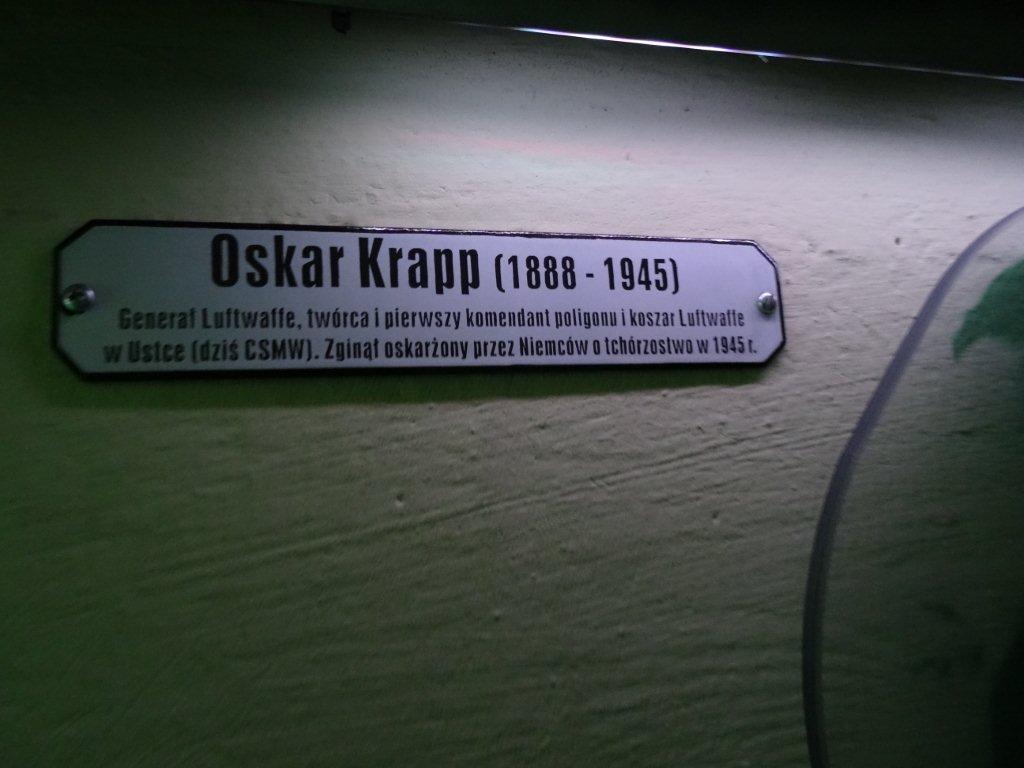 Oskar Krapp (1888 - 1945)
Generał Luftwaffe, twórca i pierwszy komendant poligonu i koszar Luftwaffe
w Ustce (dziś CSMW). Zginął oskarżony przez Niemców o tchórzostwo w 1945 r.